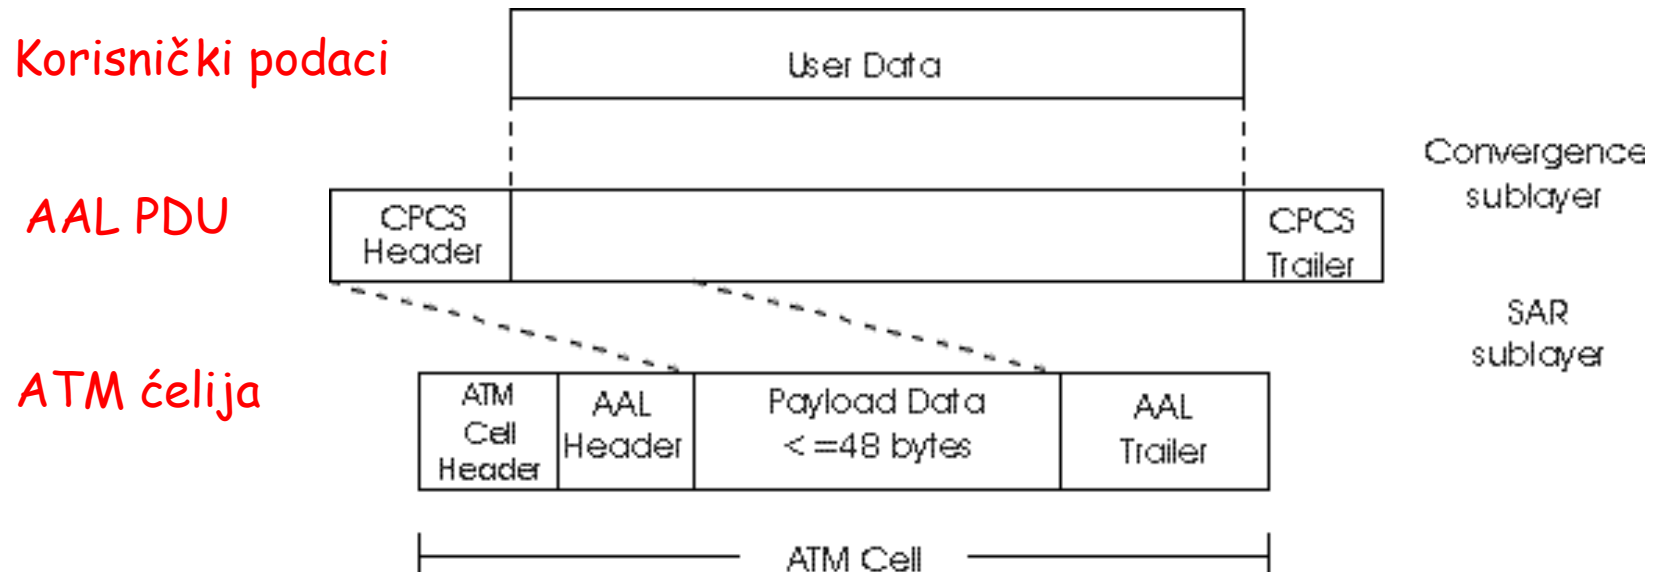 Korisnički podaci
User Data
Convergence
sublayer
AAL PDU
CPCS
Header
CPCS
Trailer
SAR
sublayer
ATM ćelija
ATM
Cell
Header
AAL
Header
Payload Data
< =48 bytes
AAL
Trailer
ATM Cell